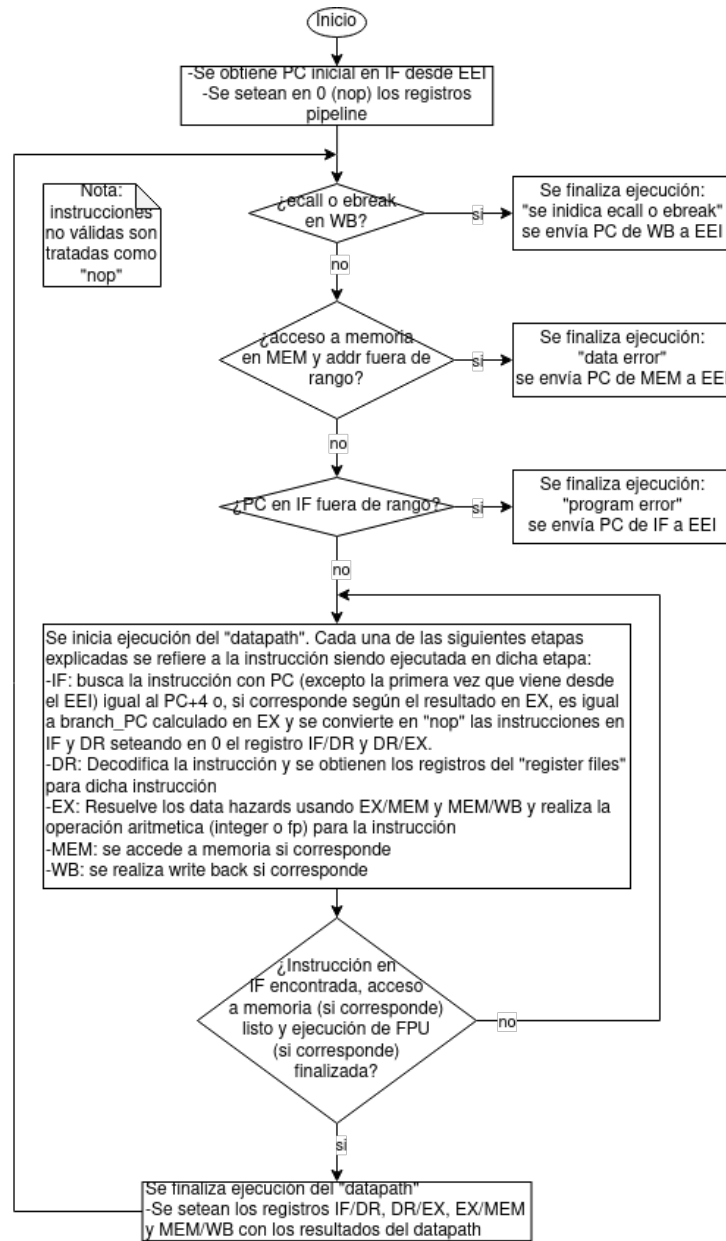 Inicio
-Se obtiene PC inicial en IF desde EEI
-Se setean en 0 (nop) los registros
pipeline
Nota:
instrucciones
no válidas son
tratadas como
"nop"
¿ecall o ebreak
en WB?
si
Se finaliza ejecución:
"se inidica ecall o ebreak"
se envía PC de WB a EEI
no
¿acceso a memoria
en MEM y addr fuera de
rango?
si
Se finaliza ejecución:
"data error"
se envía PC de MEM a EEI
no
¿PC en IF fuera de rango?
si
Se finaliza ejecución:
"program error"
se envía PC de IF a EEI
no
Se inicia ejecución del "datapath". Cada una de las siguientes etapas
explicadas se refiere a la instrucción siendo ejecutada en dicha etapa:
-IF: busca la instrucción con PC (excepto la primera vez que viene desde
el EEI) igual al PC+4 o, si corresponde según el resultado en EX, es igual
a branch_PC calculado en EX y se convierte en "nop" las instrucciones en
IF y DR seteando en 0 el registro IF/DR y DR/EX.
-DR: Decodifica la instrucción y se obtienen los registros del "register files"
para dicha instrucción
-EX: Resuelve los data hazards usando EX/MEM y MEM/WB y realiza la
operación aritmetica (integer o fp) para la instrucción
-MEM: se accede a memoria si corresponde
-WB: se realiza write back si corresponde
¿Instrucción en
IF encontrada, acceso
a memoria (si corresponde)
listo y ejecución de FPU
(si corresponde)
finalizada?
no
si
Se finaliza ejecución del "datapath"
-Se setean los registros IF/DR, DR/EX, EX/MEM
y MEM/WB con los resultados del datapath